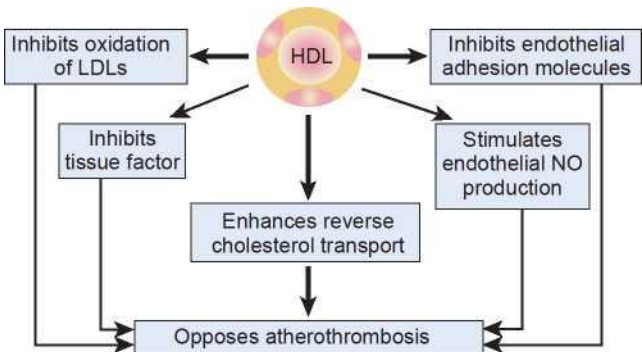 Inhibits oxidation
of LDLs
HDL
Inhibits endothelial
adhesion molecules
Inhibits
tissue factor
Stimulates
endothelial NO
production
Enhances reverse
cholesterol transport
Opposes atherothrombosis